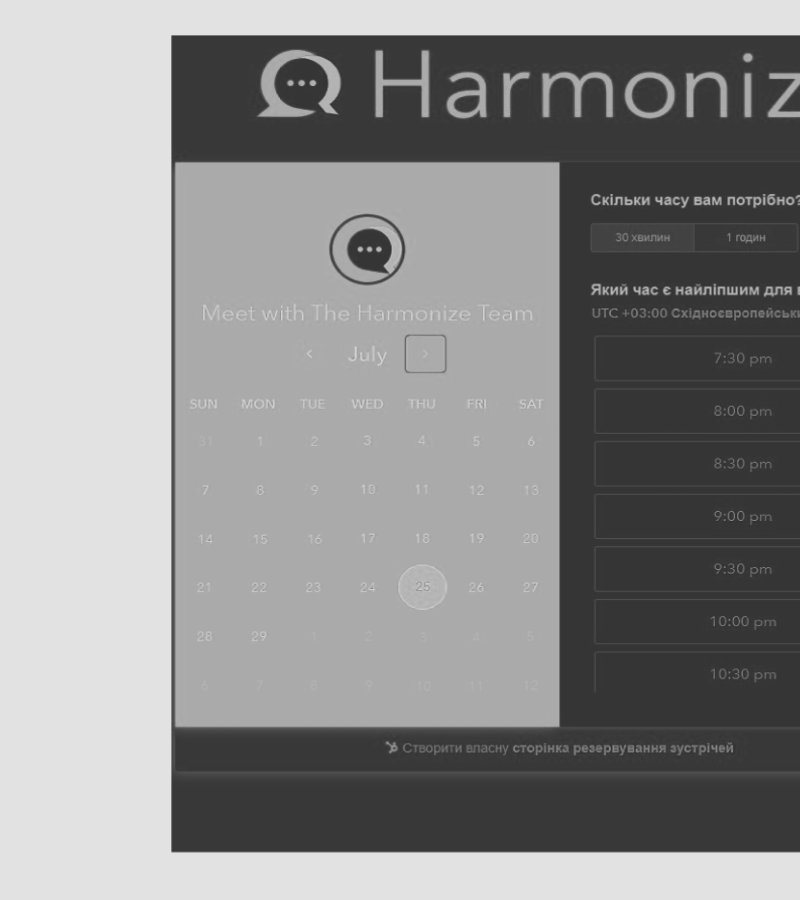 Harmoniz
Meet with The Harmonize Team
July
SUN MON TUE WED THU FRI SAT
31 1 2 3 4 5 6
7 8 9 10 11 12 13
14 15 16 17 18 19 20
21 22 23 24 25 26 27
28 29 1 2 3 4 5
6 7 8 9 10 11 12
Скільки часу вам потрібно?
30 хвилин 1 годин
Який час є найліпшим для
UTC +03:00 Східноєвропейськи
7:30 pm
8:00 pm
8:30 pm
9:00 pm
9:30 pm
10:00 pm
10:30 pm
Створити власну сторінка резервування зустрічей